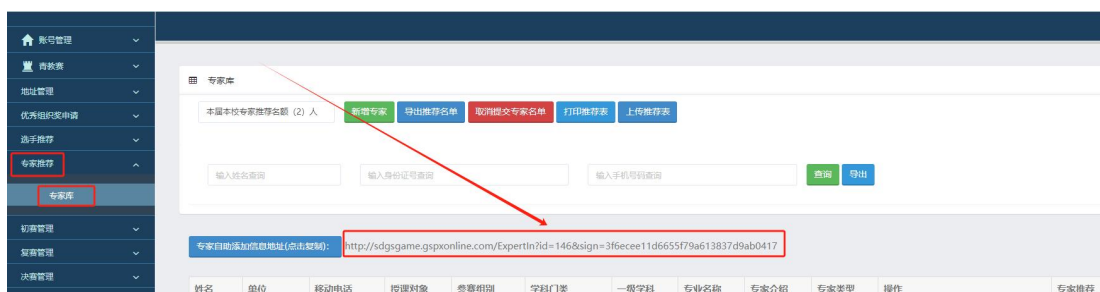 账号管理
青教赛
地址管理
优秀组织奖申请
选手推荐
专家推荐
专家库
初赛管理
复赛管理
决赛管理
专家库
本届本校专家推荐名额（2）人 新增专家 导出推荐名单 取消提交专家名单 打印推荐表 上传推荐表
输入姓名查询 输入身份证号查询 输入手机号码查询 查询 导出
专家自助添加信息地址(点击复制): http://sdgsgame.gspxonline.com/ExpertIn?id=146&sign=3f6ecee11d6655f79a613837d9ab0417
姓名 单位 移动电话 授课对象 参赛组别 学科门类 一级学科 专业名称 专家介绍 专家类型 操作 专家推荐